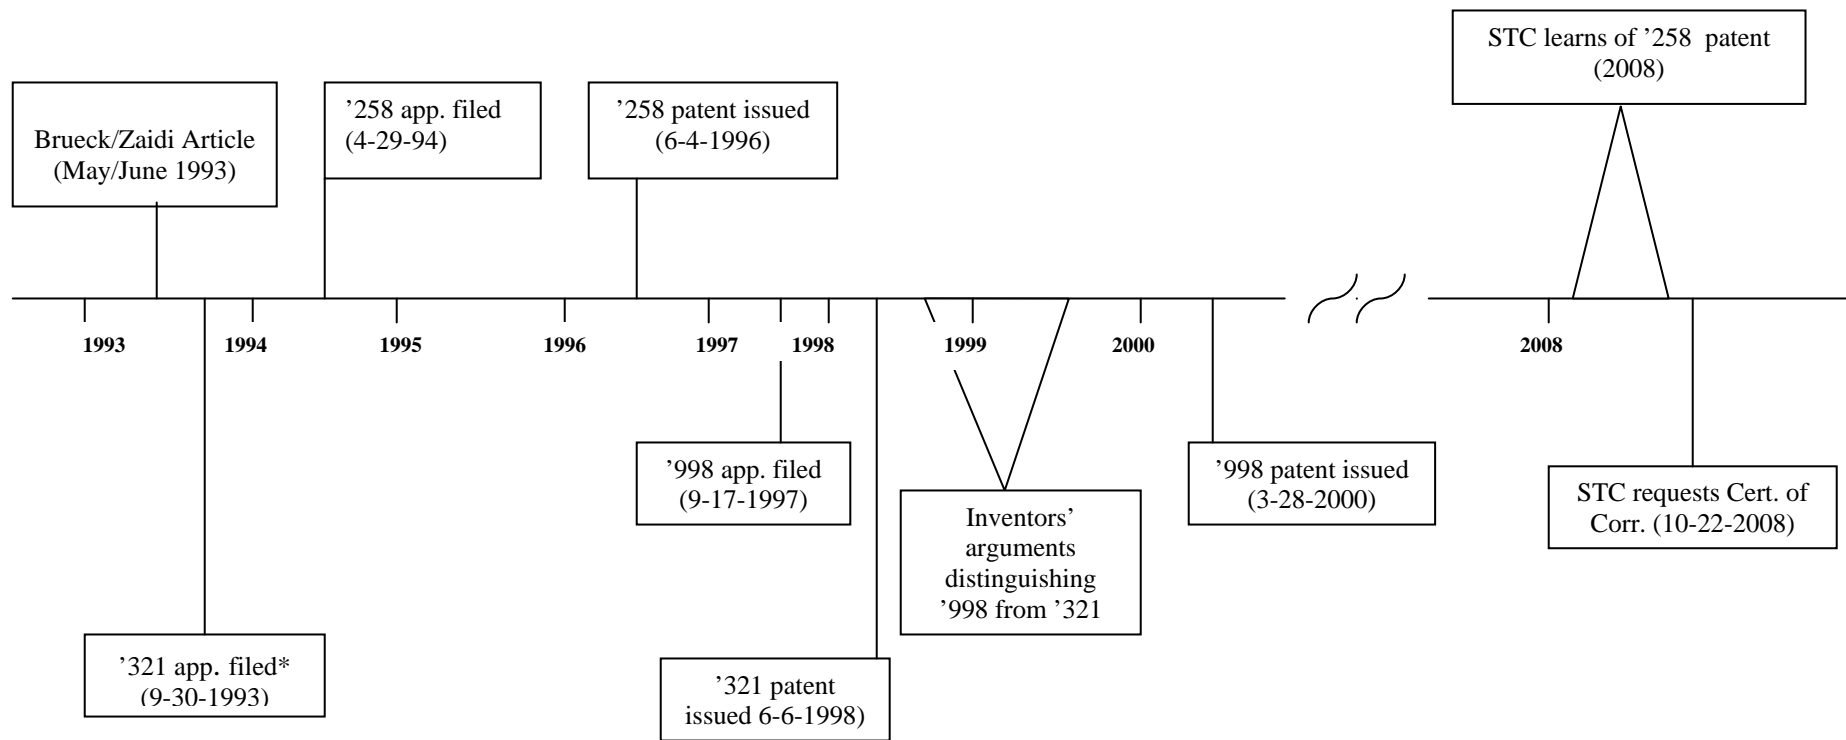 STC learns of ’258 patent
(2008)
Brueck/Zaidi Article
(May/June 1993)
’258 app. filed
(4-29-94)
’258 patent issued
(6-4-1996)
1993
1994
1995
1996
1997
1998
1999
2000
2008
’998 app. filed
(9-17-1997)
Inventors’
arguments
distinguishing
’998 from ’321
’998 patent issued
(3-28-2000)
STC requests Cert. of
Corr. (10-22-2008)
’321 app. filed*
(9-30-1993)
’321 patent
issued 6-6-1998)